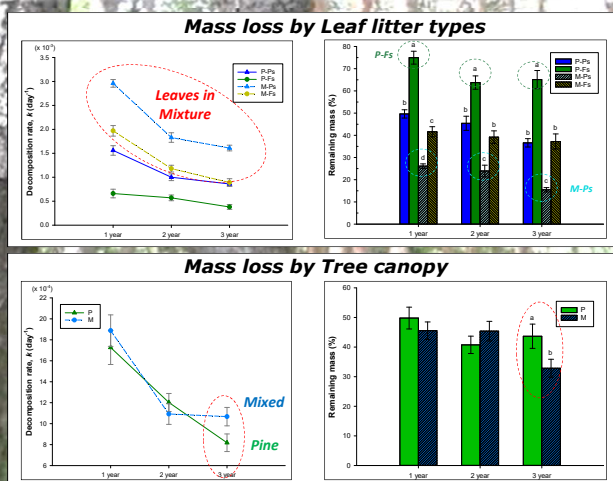 Mass loss by Leaf litter types
(x 10⁻³)
3.5
3.0
2.5
2.0
1.5
1.0
0.5
0.0
Decomposition rate, k (day⁻¹)
P-Ps
P-Fs
M-Ps
M-Fs
Leaves in
Mixture
1 year 2 year 3 year
80
70
60
50
40
30
20
10
0
Remaining mass (%)
P-Fs
P-Ps
P-Fs
M-Ps
M-Fs
b a d c
b a c b
b a c b
M-Ps
1 year 2 year 3 year
Mass loss by Tree canopy
22
20
18
16
14
12
10
8
6
Decomposition rate, k (day⁻¹)
P
M
Mixed
Pine
1 year 2 year 3 year
60
50
40
30
20
10
0
Remaining mass (%)
P
M
a
b
1 year 2 year 3 year